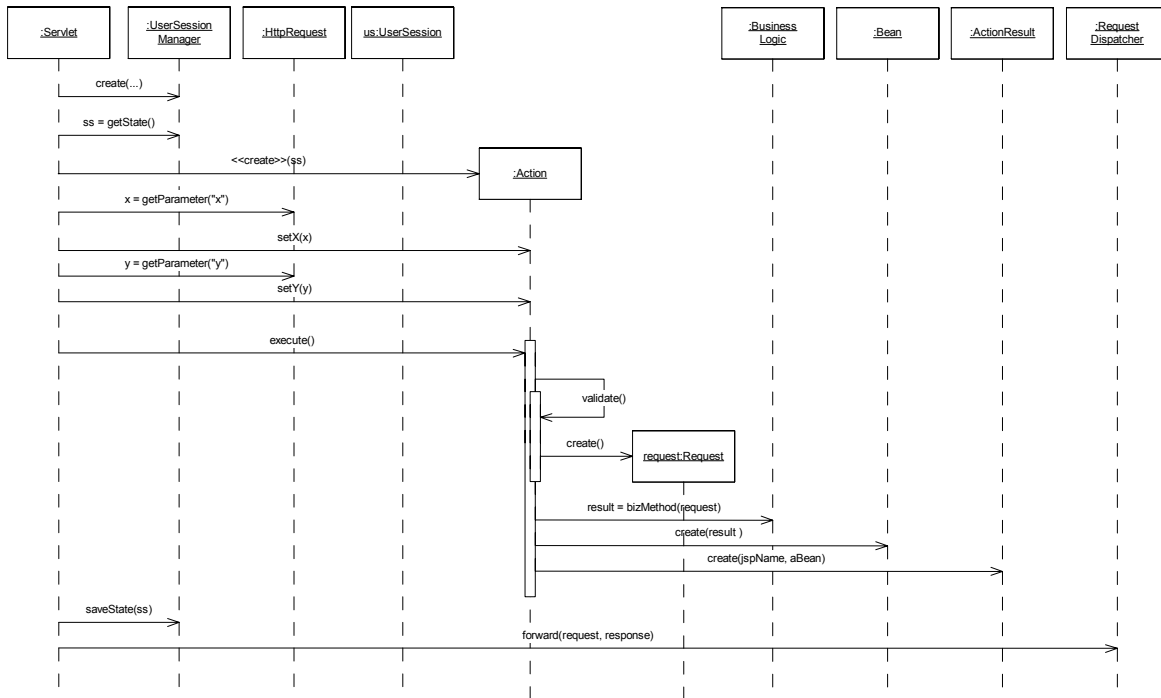 :Servlet
:UserSession
Manager
:HttpRequest
us:UserSession
:Business
Logic
:Bean
:ActionResult
:Request
Dispatcher
create(...)
ss = getState()
<<create>>(ss)
:Action
x = getParameter("x")
setX(x)
y = getParameter("y")
setY(y)
execute()
validate()
create()
request:Request
result = bizMethod(request)
create(result )
create(jspName, aBean)
saveState(ss)
forward(request, response)